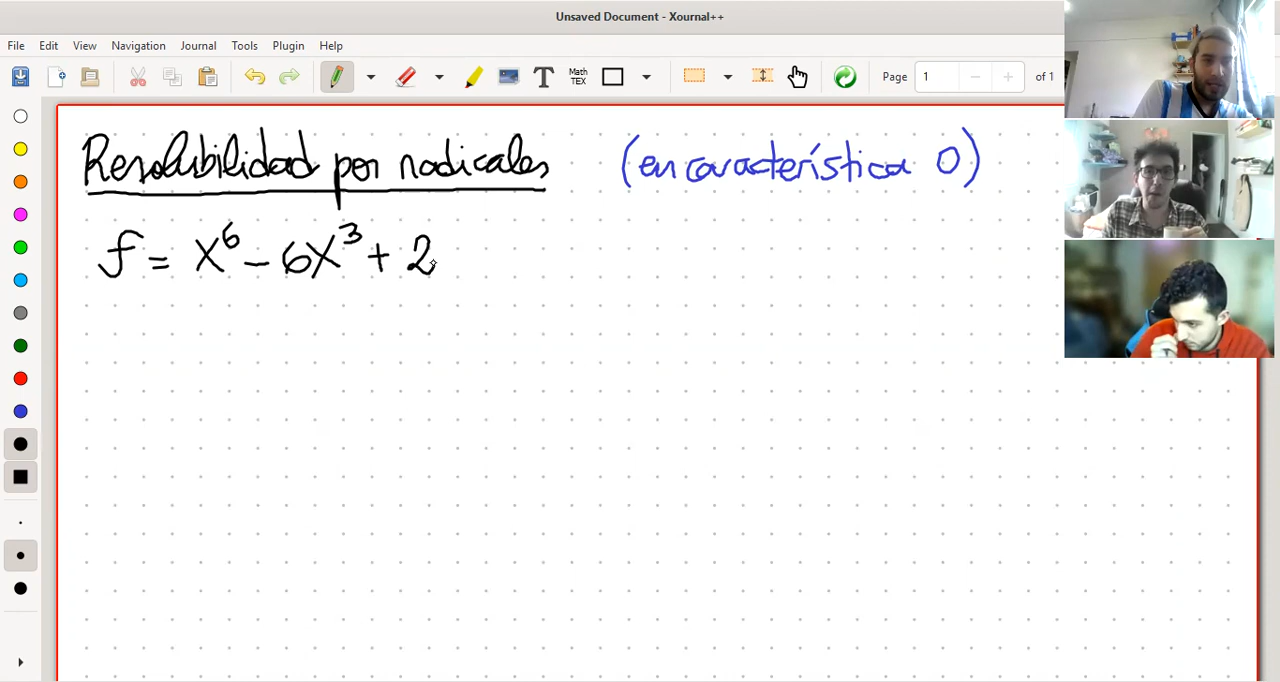 Unsaved Document - Xournal++
File Edit View Navigation Journal Tools Plugin Help
T Math TEX Page 1 of 1
Resolubilidad por radicales (en característica 0)
f = X⁶ - 6X³ + 2